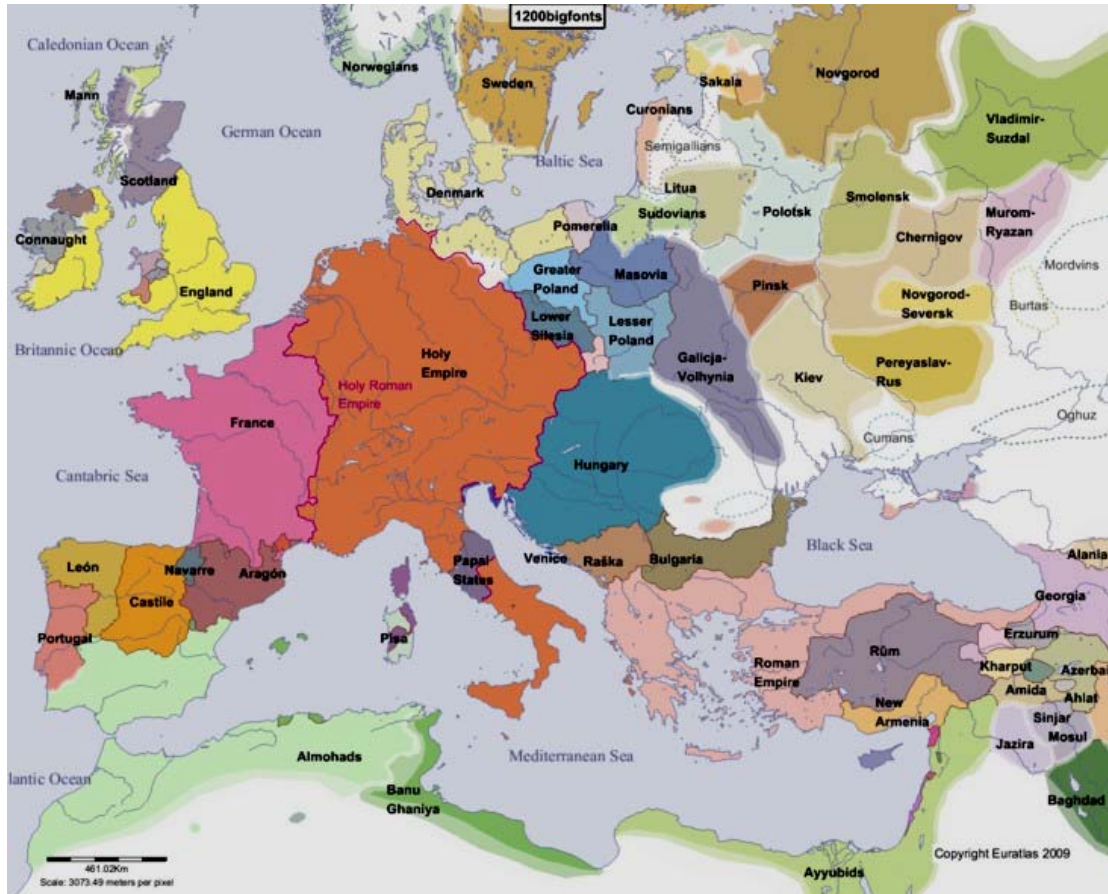 1200bigfonts
Caledonian Ocean
Norwegians
Sweden
Novgorod
Mann
Sakala
Curonians
Vladimir-
Suzdal
German Ocean
Semigallians
Baltic Sea
Scotland
Denmark
Litua
Smolensk
Sudovians
Polotsk
Murom-
Ryazan
Connaught
Pomerelia
Chernigov
Mordvins
Greater
Poland
Masovia
Pinsk
England
Novgorod-
Seversk
Burtas
Lower
Silesia
Lesser
Poland
Britannic Ocean
Holy
Empire
Galicja-
Volhynia
Pereyaslav-
Rus
Kiev
Holy Roman
Empire
France
Oghuz
Cumans
Hungary
Cantabric Sea
Black Sea
Venice
Raška
Bulgaria
Papal
Status
León
Navarre
Aragón
Alania
Castile
Georgia
Portugal
Pisa
Erzurum
Rûm
Roman
Empire
Kharput
Azerbai
Amida
Ahlat
New
Armenia
Sinjar
Mosul
Jazira
Mediterranean Sea
Almohads
lantic Ocean
Banu
Ghaniya
Baghdad
461.02Km
Scale: 3073.49 meters per pixel
Copyright Euratlas 2009
Ayyubids